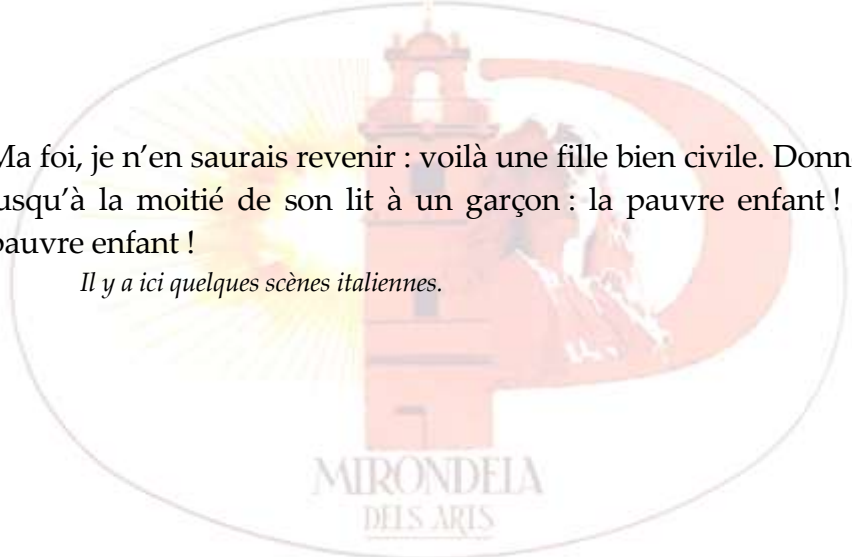 Ma foi, je n’en saurais revenir : voilà une fille bien civile. Donn
usqu’à la moitié de son lit à un garçon : la pauvre enfant !
pauvre enfant !
Il y a ici quelques scènes italiennes.
MIRONDELA
DELS ARTS